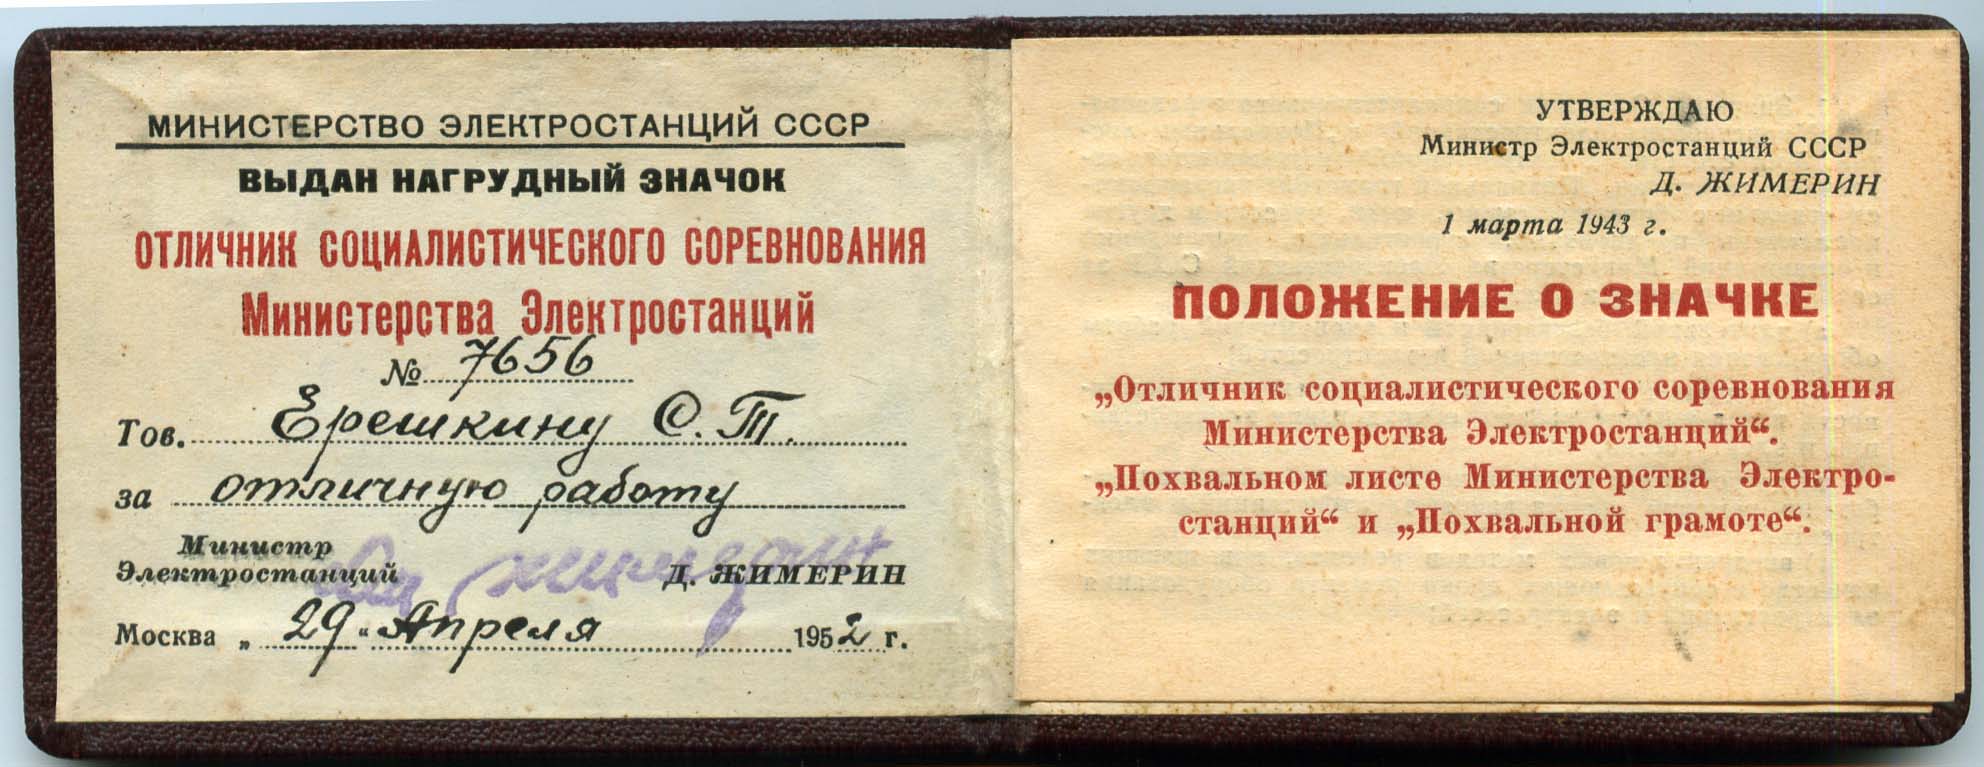 МИНИСТЕРСТВО ЭЛЕКТРОСТАНЦИЙ СССР
ВЫДАН НАГРУДНЫЙ ЗНАЧОК
ОТЛИЧНИК СОЦИАЛИСТИЧЕСКОГО СОРЕВНОВАНИЯ
Министерства Электростанций
№ 7656
Тов. Ерешкину С.Т.
за отличную работу
Министр
Электростанций Д. ЖИМЕРИН
Москва „ 29 “ Апреля 1952 г.
УТВЕРЖДАЮ
Министр Электростанций СССР
Д. ЖИМЕРИН
1 марта 1943 г.
ПОЛОЖЕНИЕ О ЗНАЧКЕ
„Отличник социалистического соревнования
Министерства Электростанций“.
„Похвальном листе Министерства Электро-
станций“ и „Похвальной грамоте“.